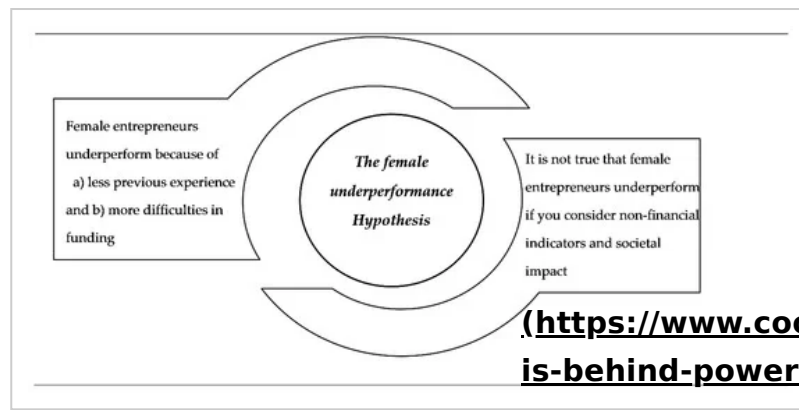 Female entrepreneurs
underperform because of
a) less previous experience
and b) more difficulties in
funding
The female
underperformance
Hypothesis
It is not true that female
entrepreneurs underperform
if you consider non-financial
indicators and societal
impact
(https://www.coo
is-behind-power